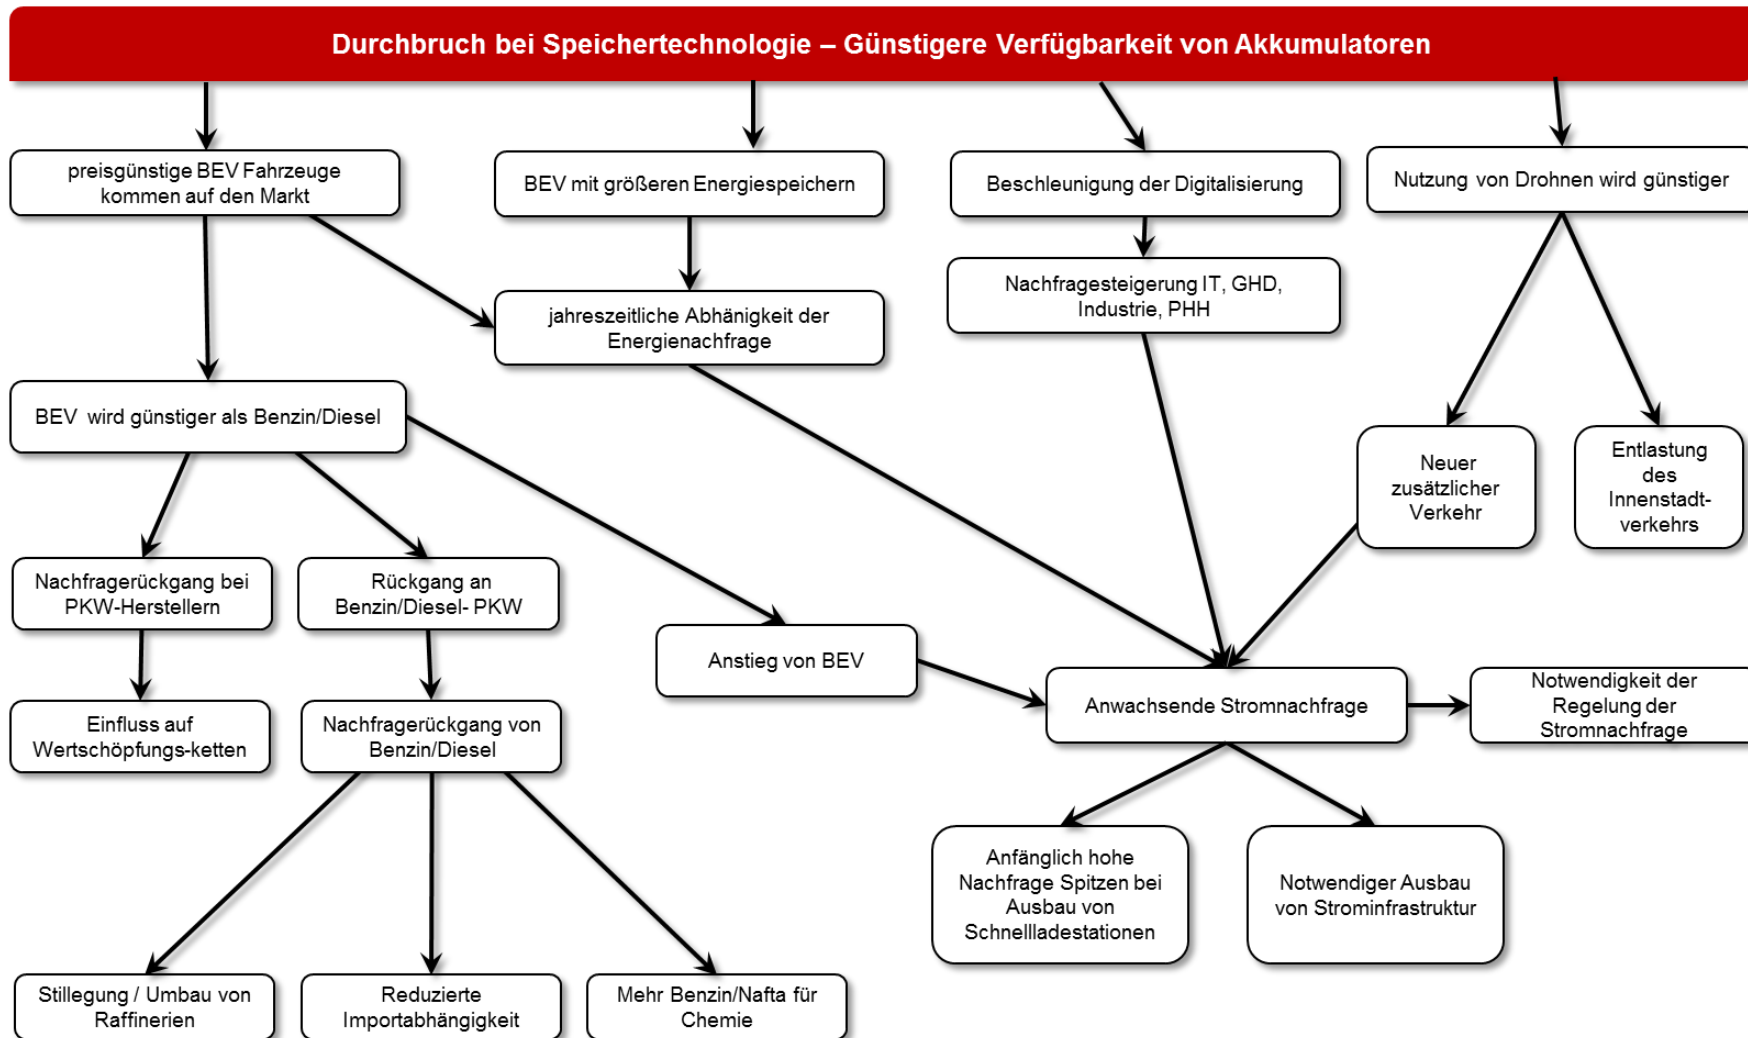 Durchbruch bei Speichertechnologie – Günstigere Verfügbarkeit von Akkumulatoren
preisgünstige BEV Fahrzeuge
kommen auf den Markt
BEV mit größeren Energiespeichern
Beschleunigung der Digitalisierung
Nutzung von Drohnen wird günstiger
Nachfragesteigerung IT, GHD,
Industrie, PHH
jahreszeitliche Abhänigkeit der
Energienachfrage
BEV wird günstiger als Benzin/Diesel
Neuer
zusätzlicher
Verkehr
Entlastung
des
Innenstadt-
verkehrs
Nachfragerückgang bei
PKW-Herstellern
Rückgang an
Benzin/Diesel- PKW
Anstieg von BEV
Anwachsende Stromnachfrage
Notwendigkeit der
Regelung der
Stromnachfrage
Einfluss auf
Wertschöpfungs-ketten
Nachfragerückgang von
Benzin/Diesel
Anfänglich hohe
Nachfrage Spitzen bei
Ausbau von
Schnellladestationen
Notwendiger Ausbau
von Strominfrastruktur
Stillegung / Umbau von
Raffinerien
Reduzierte
Importabhängigkeit
Mehr Benzin/Nafta für
Chemie